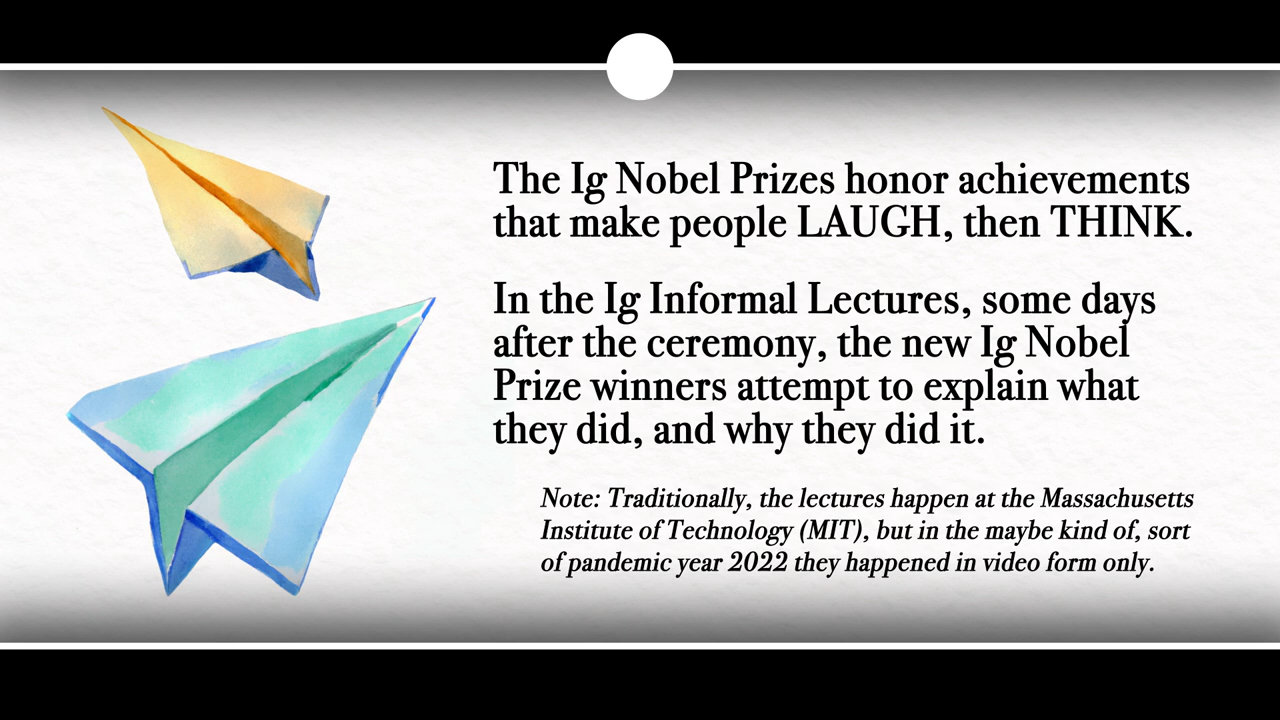 The Ig Nobel Prizes honor achievements
that make people LAUGH, then THINK.
In the Ig Informal Lectures, some days
after the ceremony, the new Ig Nobel
Prize winners attempt to explain what
they did, and why they did it.
Note: Traditionally, the lectures happen at the Massachusetts
Institute of Technology (MIT), but in the maybe kind of, sort
of pandemic year 2022 they happened in video form only.